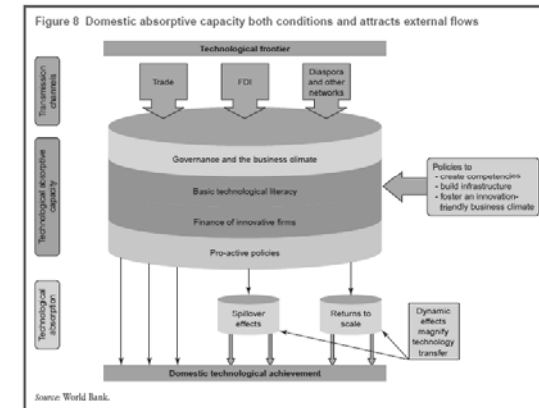 Figure 8 Domestic absorptive capacity both conditions and attracts external flows
Technological frontier
Transmission
channels
Trade
FDI
Diaspora
and other
networks
Technological absorptive
capacity
Governance and the business climate
Basic technological literacy
Finance of innovative firms
Pro-active policies
Policies to
- create competencies
- build infrastructure
- foster an innovation-
friendly business climate
Technological
absorption
Spillover
effects
Returns to
scale
Dynamic
effects
magnify
technology
transfer
Domestic technological achievement
Source: World Bank.